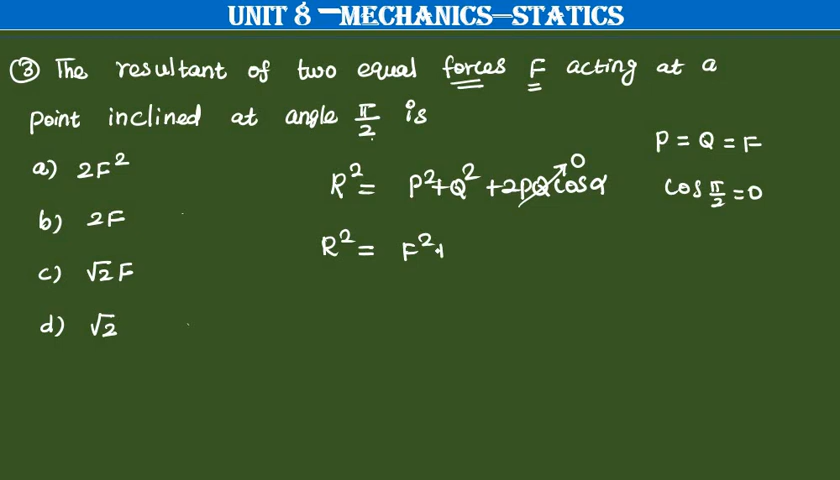 UNIT 8 – MECHANICS–STATICS
③ The resultant of two equal forces F acting at a
point inclined at angle π/2 is
a) 2F²
b) 2F
c) √2 F
d) √2
P = Q = F
cos π/2 = 0
R² = P² + Q² + 2PQ cosα 0
R² = F² +